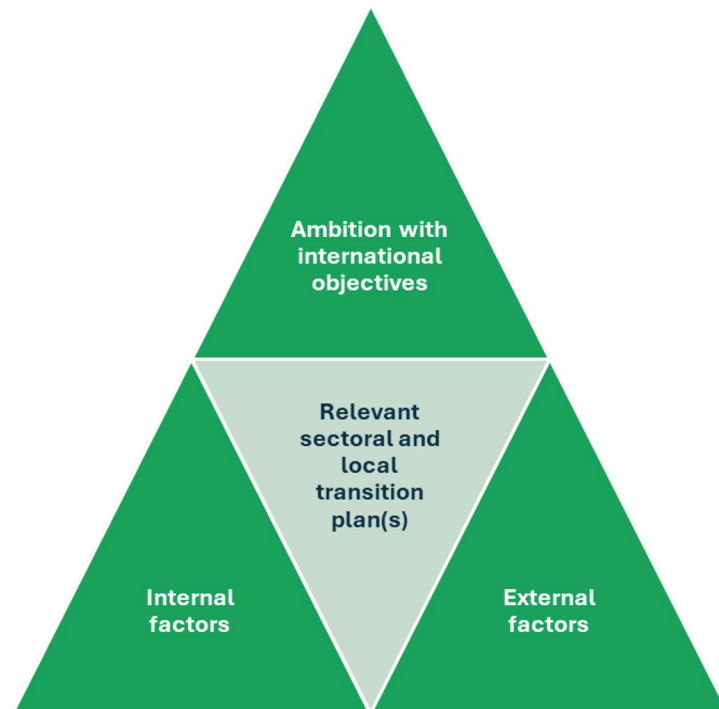 Ambition with
international
objectives
Relevant
sectoral and
local
transition
plan(s)
Internal
factors
External
factors